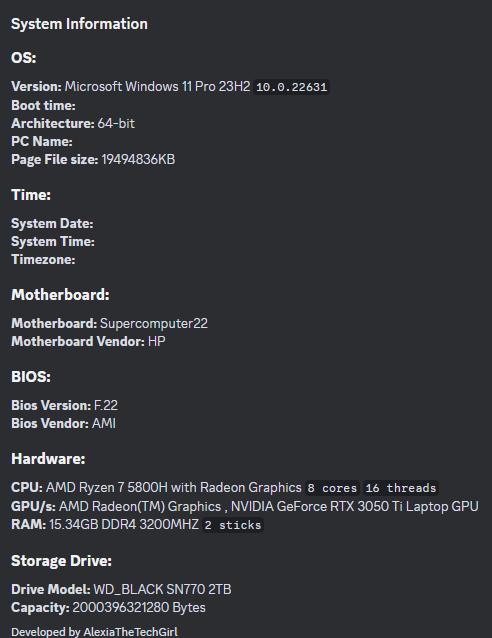 System Information
OS:
Version: Microsoft Windows 11 Pro 23H2 10.0.22631
Boot time:
Architecture: 64-bit
PC Name:
Page File size: 19494836KB
Time:
System Date:
System Time:
Timezone:
Motherboard:
Motherboard: Supercomputer22
Motherboard Vendor: HP
BIOS:
Bios Version: F.22
Bios Vendor: AMI
Hardware:
CPU: AMD Ryzen 7 5800H with Radeon Graphics 8 cores 16 threads
GPU/s: AMD Radeon(TM) Graphics , NVIDIA GeForce RTX 3050 Ti Laptop GPU
RAM: 15.34GB DDR4 3200MHZ 2 sticks
Storage Drive:
Drive Model: WD_BLACK SN770 2TB
Capacity: 2000396321280 Bytes
Developed by AlexiaTheTechGirl